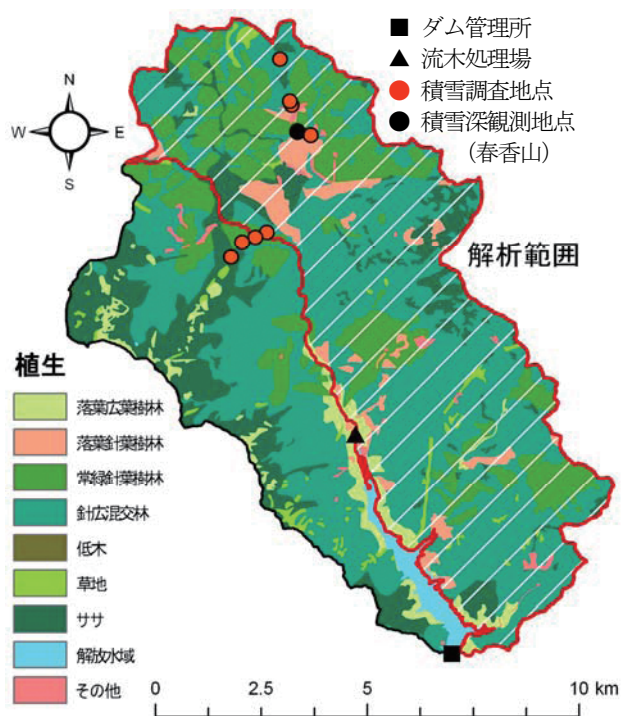 ■ ダム管理所
▲ 流木処理場
● 積雪調査地点
● 積雪深観測地点
（春香山）
N
W E
S
解析範囲
植生
落葉広葉樹林
落葉針葉樹林
常緑針葉樹林
針広混交林
低木
草地
ササ
解放水域
その他
0 2.5 5 10 km